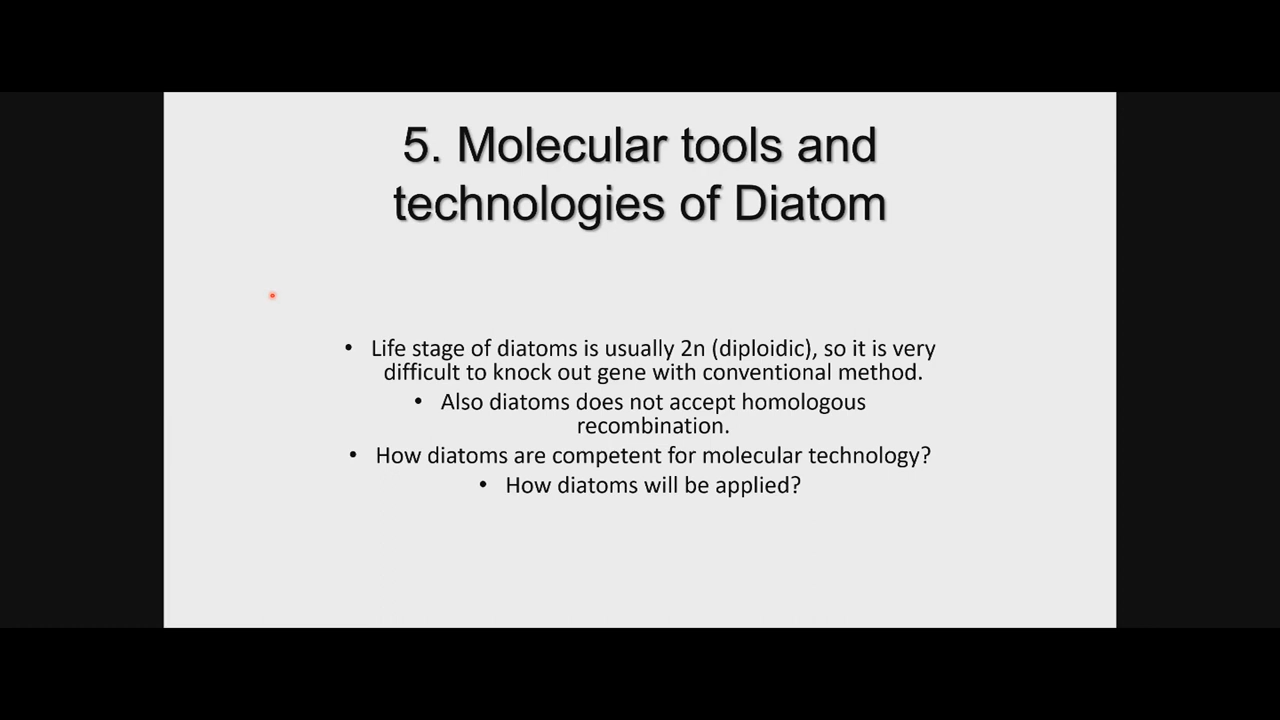 5. Molecular tools and
technologies of Diatom
• Life stage of diatoms is usually 2n (diploidic), so it is very
difficult to knock out gene with conventional method.
• Also diatoms does not accept homologous
recombination.
• How diatoms are competent for molecular technology?
• How diatoms will be applied?